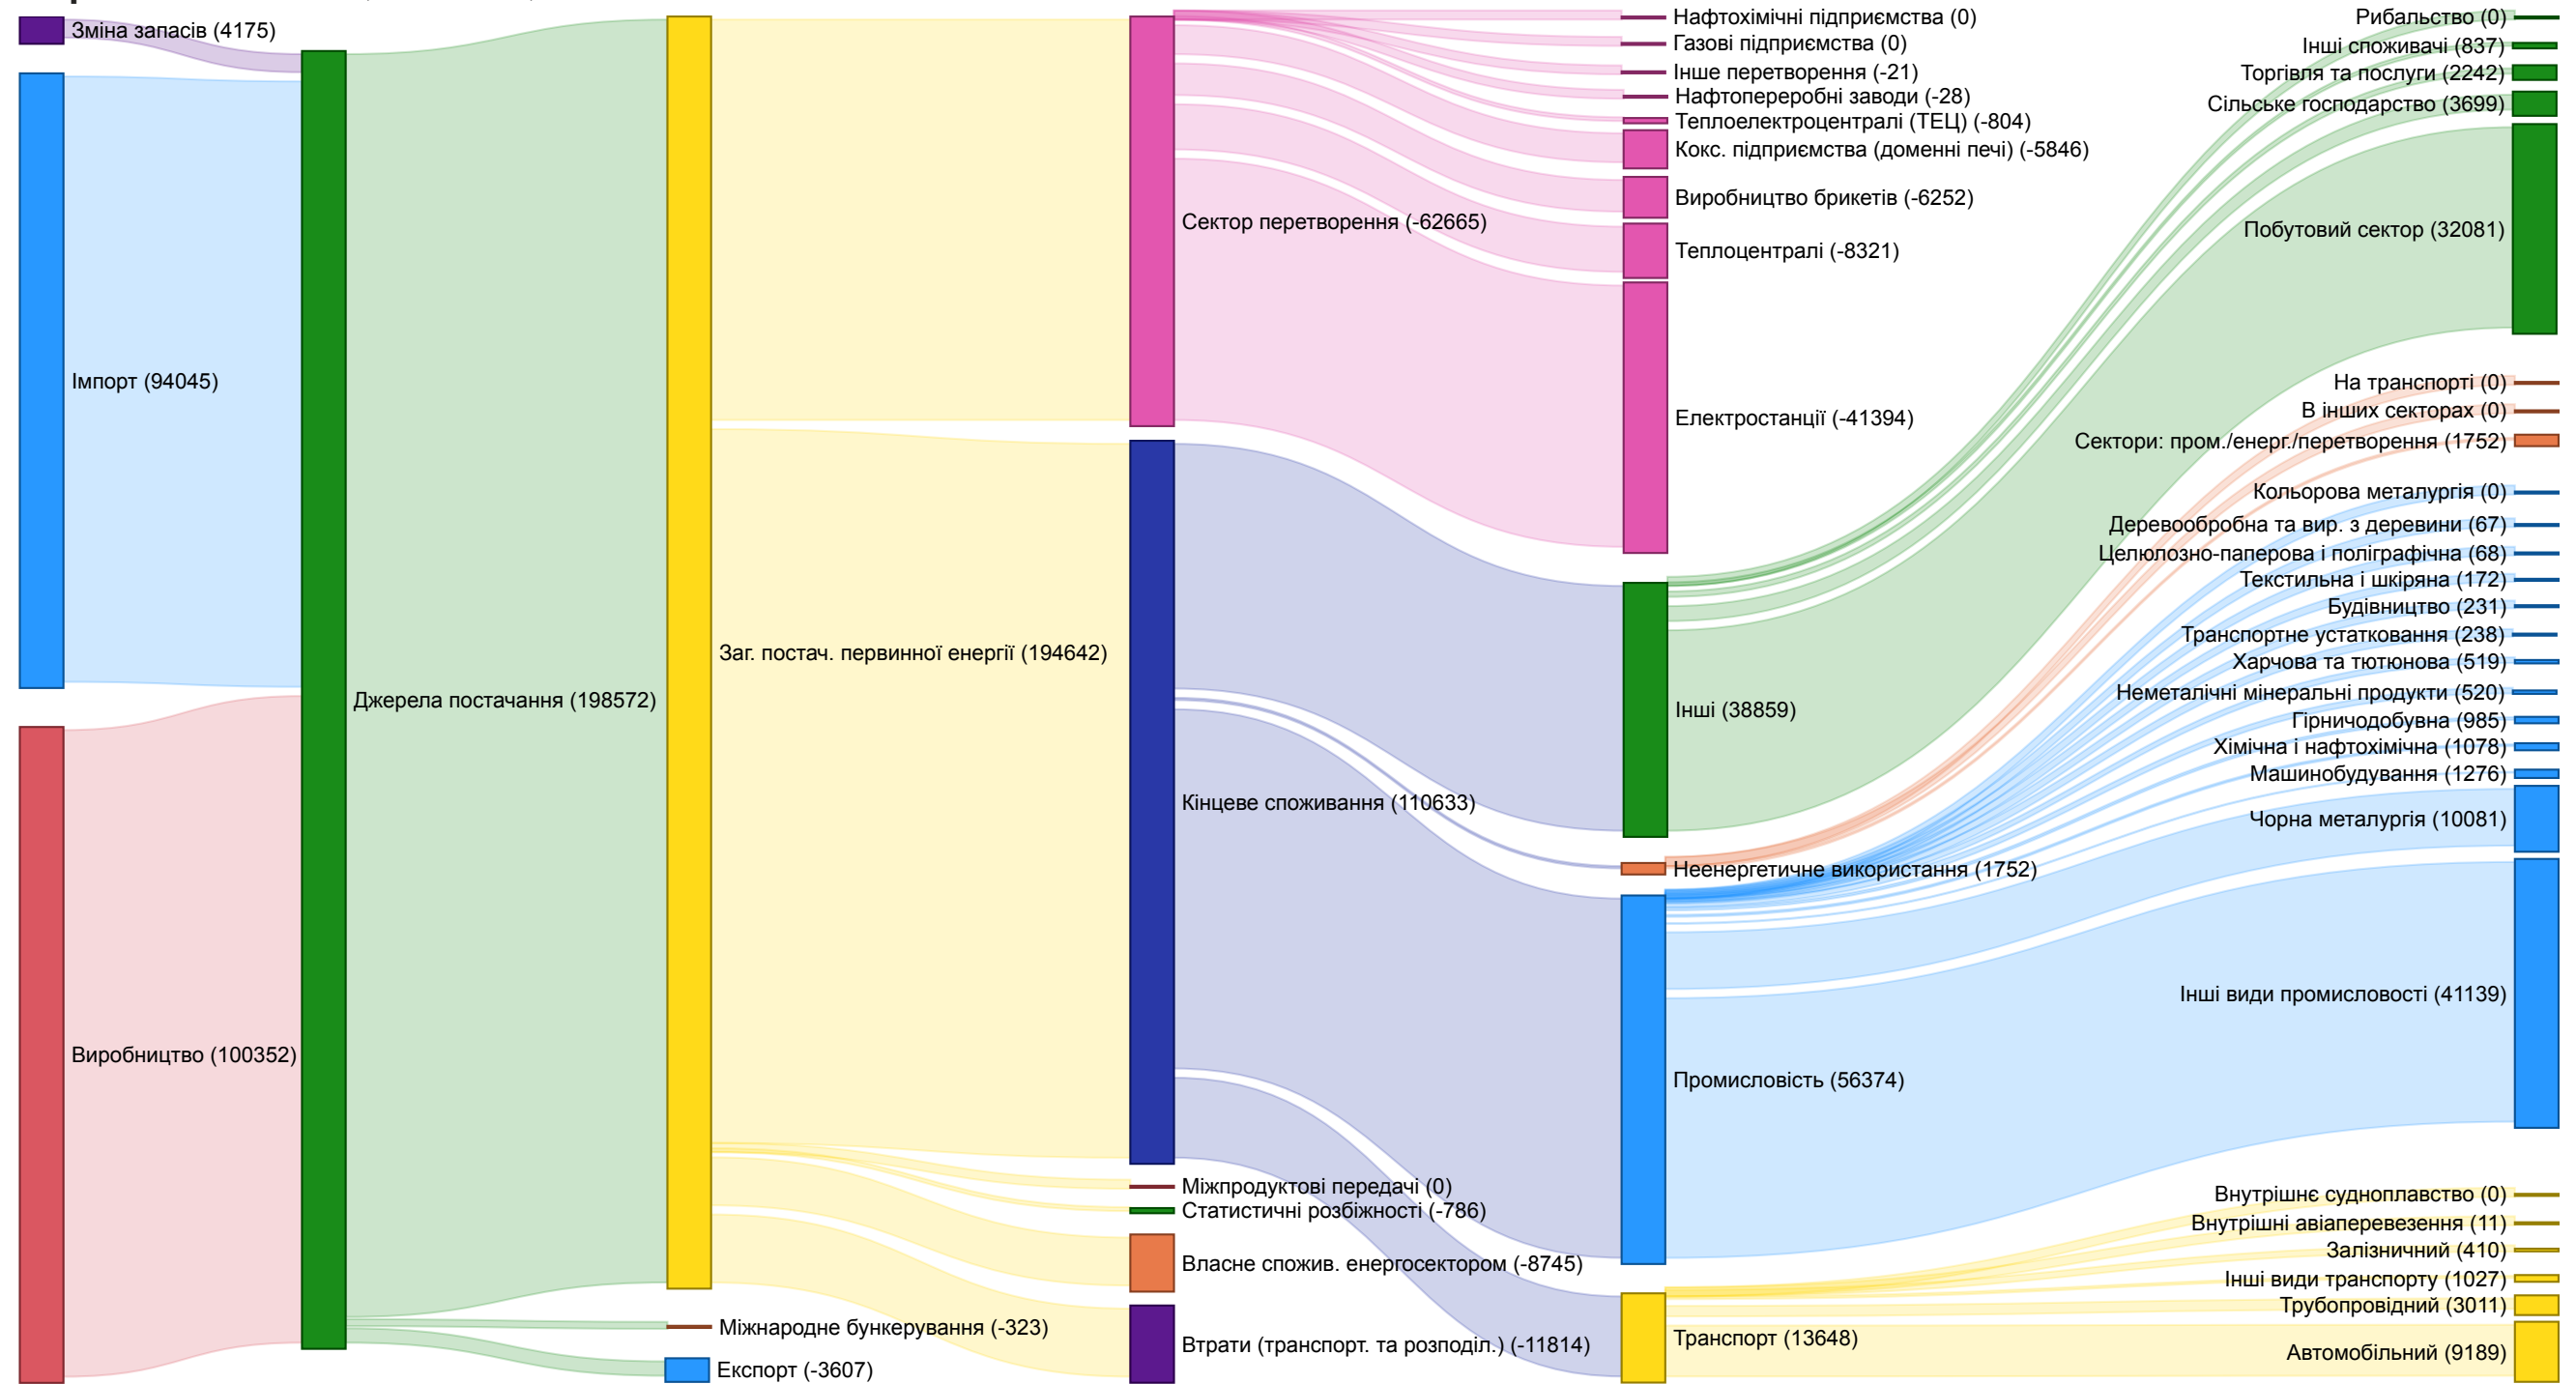 Зміна запасів (4175)
Імпорт (94045)
Виробництво (100352)
Джерела постачання (198572)
Заг. постач. первинної енергії (194642)
Міжнародне бункерування (-323)
Експорт (-3607)
Сектор перетворення (-62665)
Кінцеве споживання (110633)
Міжпродуктові передачі (0)
Статистичні розбіжності (-786)
Власне спожив. енергосектором (-8745)
Втрати (транспорт. та розподіл.) (-11814)
Нафтохімічні підприємства (0)
Газові підприємства (0)
Інше перетворення (-21)
Нафтопереробні заводи (-28)
Теплоелектроцентралі (ТЕЦ) (-804)
Кокс. підприємства (доменні печі) (-5846)
Виробництво брикетів (-6252)
Теплоцентралі (-8321)
Електростанції (-41394)
Інші (38859)
Неенергетичне використання (1752)
Промисловість (56374)
Транспорт (13648)
Рибальство (0)
Інші споживачі (837)
Торгівля та послуги (2242)
Сільське господарство (3699)
Побутовий сектор (32081)
На транспорті (0)
В інших секторах (0)
Сектори: пром./енерг./перетворення (1752)
Кольорова металургія (0)
Деревообробна та вир. з деревини (67)
Целюлозно-паперова і поліграфічна (68)
Текстильна і шкіряна (172)
Будівництво (231)
Транспортне устатковання (238)
Харчова та тютюнова (519)
Неметалічні мінеральні продукти (520)
Гірничодобувна (985)
Хімічна і нафтохімічна (1078)
Машинобудування (1276)
Чорна металургія (10081)
Інші види промисловості (41139)
Внутрішнє судноплавство (0)
Внутрішні авіаперевезення (11)
Залізничний (410)
Інші види транспорту (1027)
Трубопровідний (3011)
Автомобільний (9189)